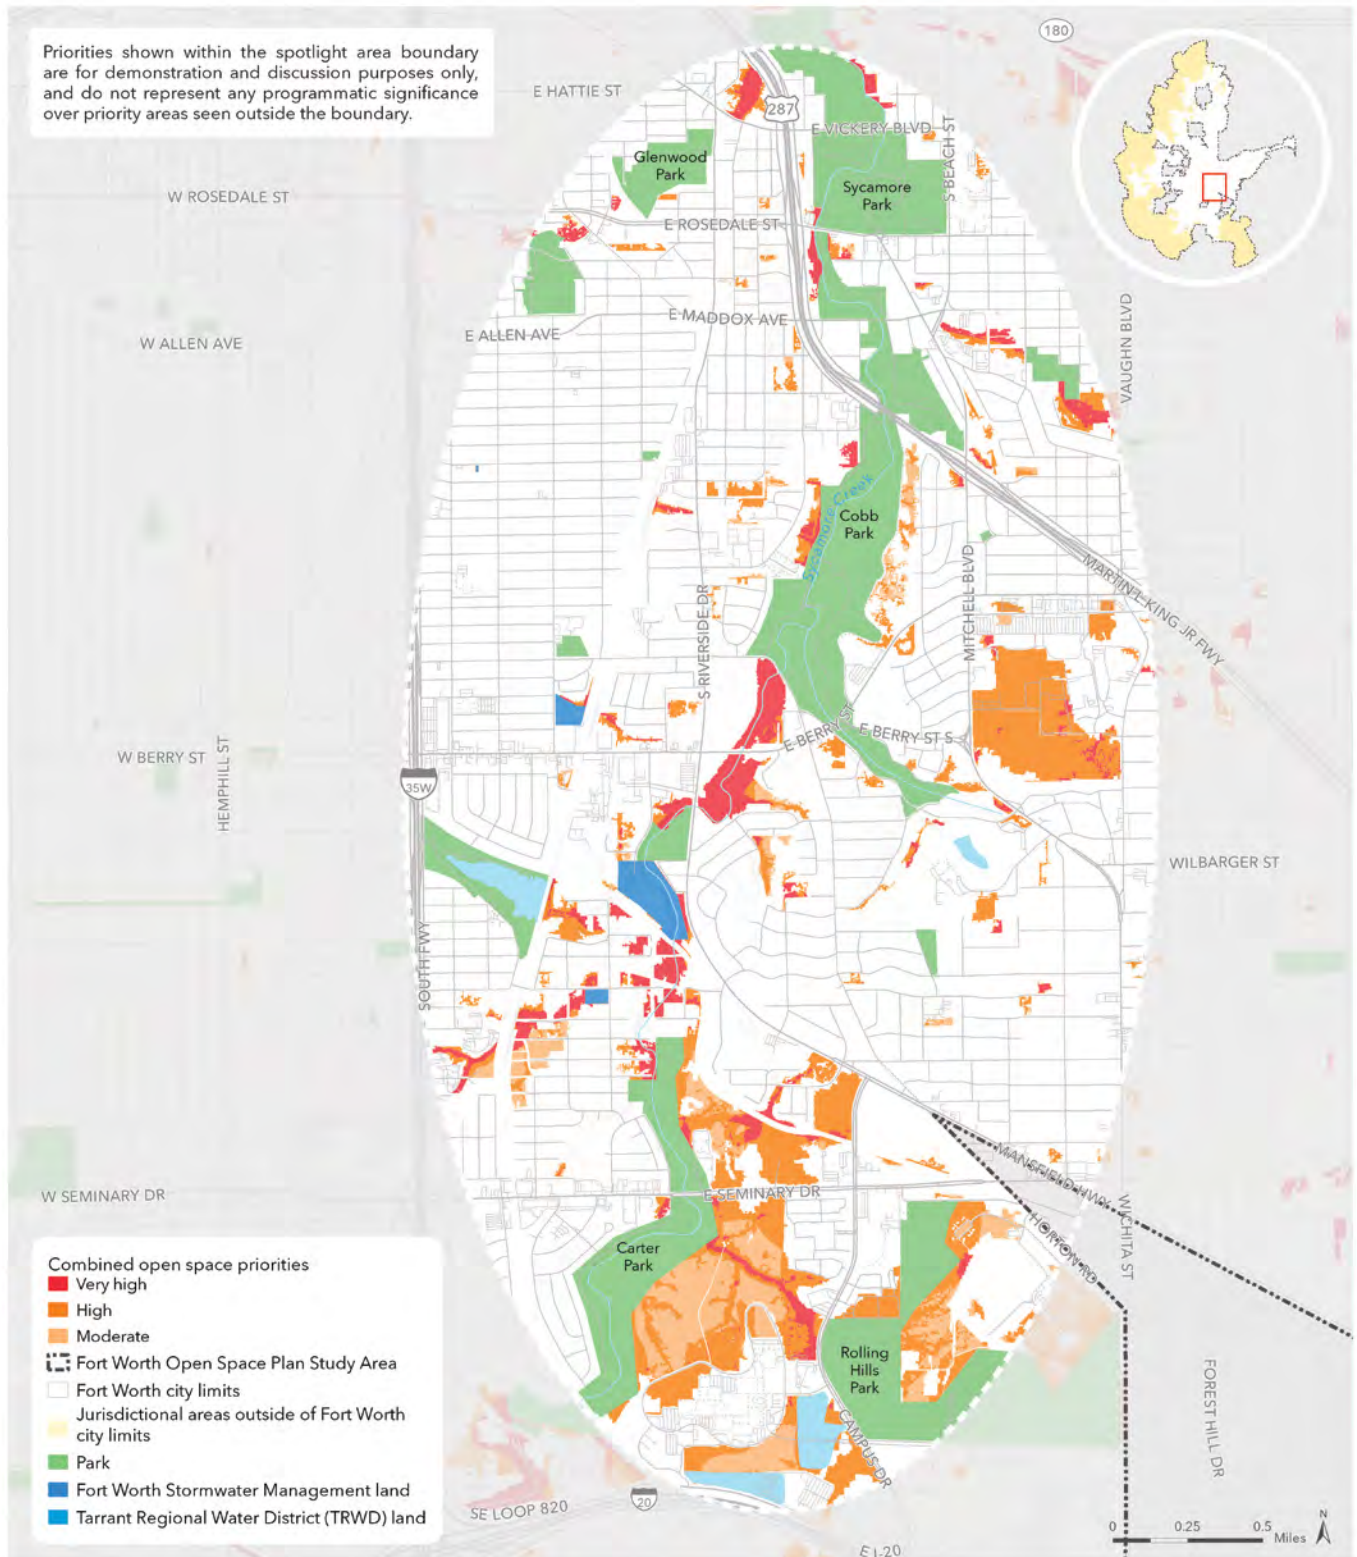 Priorities shown within the spotlight area boundary
are for demonstration and discussion purposes only,
and do not represent any programmatic significance
over priority areas seen outside the boundary.
180
E HATTIE ST
287
E VICKERY BLVD
Glenwood
Park
S BEACH ST
Sycamore
Park
W ROSEDALE ST
E ROSEDALE ST
E MADDOX AVE
E ALLEN AVE
W ALLEN AVE
VAUGHN BLVD
Sycamore Creek
Cobb
Park
MARTIN L KING JR FWY
MITCHELL BLVD
S RIVERSIDE DR
E BERRY ST
E BERRY ST S
W BERRY ST
HEMPHILL ST
35W
WILBARGER ST
SOUTH FWY
MANSFIELD HWY
HORTON RD
WICHITA ST
W SEMINARY DR
E SEMINARY DR
Carter
Park
Rolling
Hills
Park
CAMPUS DR
FOREST HILL DR
Combined open space priorities
Very high
High
Moderate
Fort Worth Open Space Plan Study Area
Fort Worth city limits
Jurisdictional areas outside of Fort Worth
city limits
Park
Fort Worth Stormwater Management land
Tarrant Regional Water District (TRWD) land
SE LOOP 820
20
E I-20
0 0.25 0.5
Miles
N